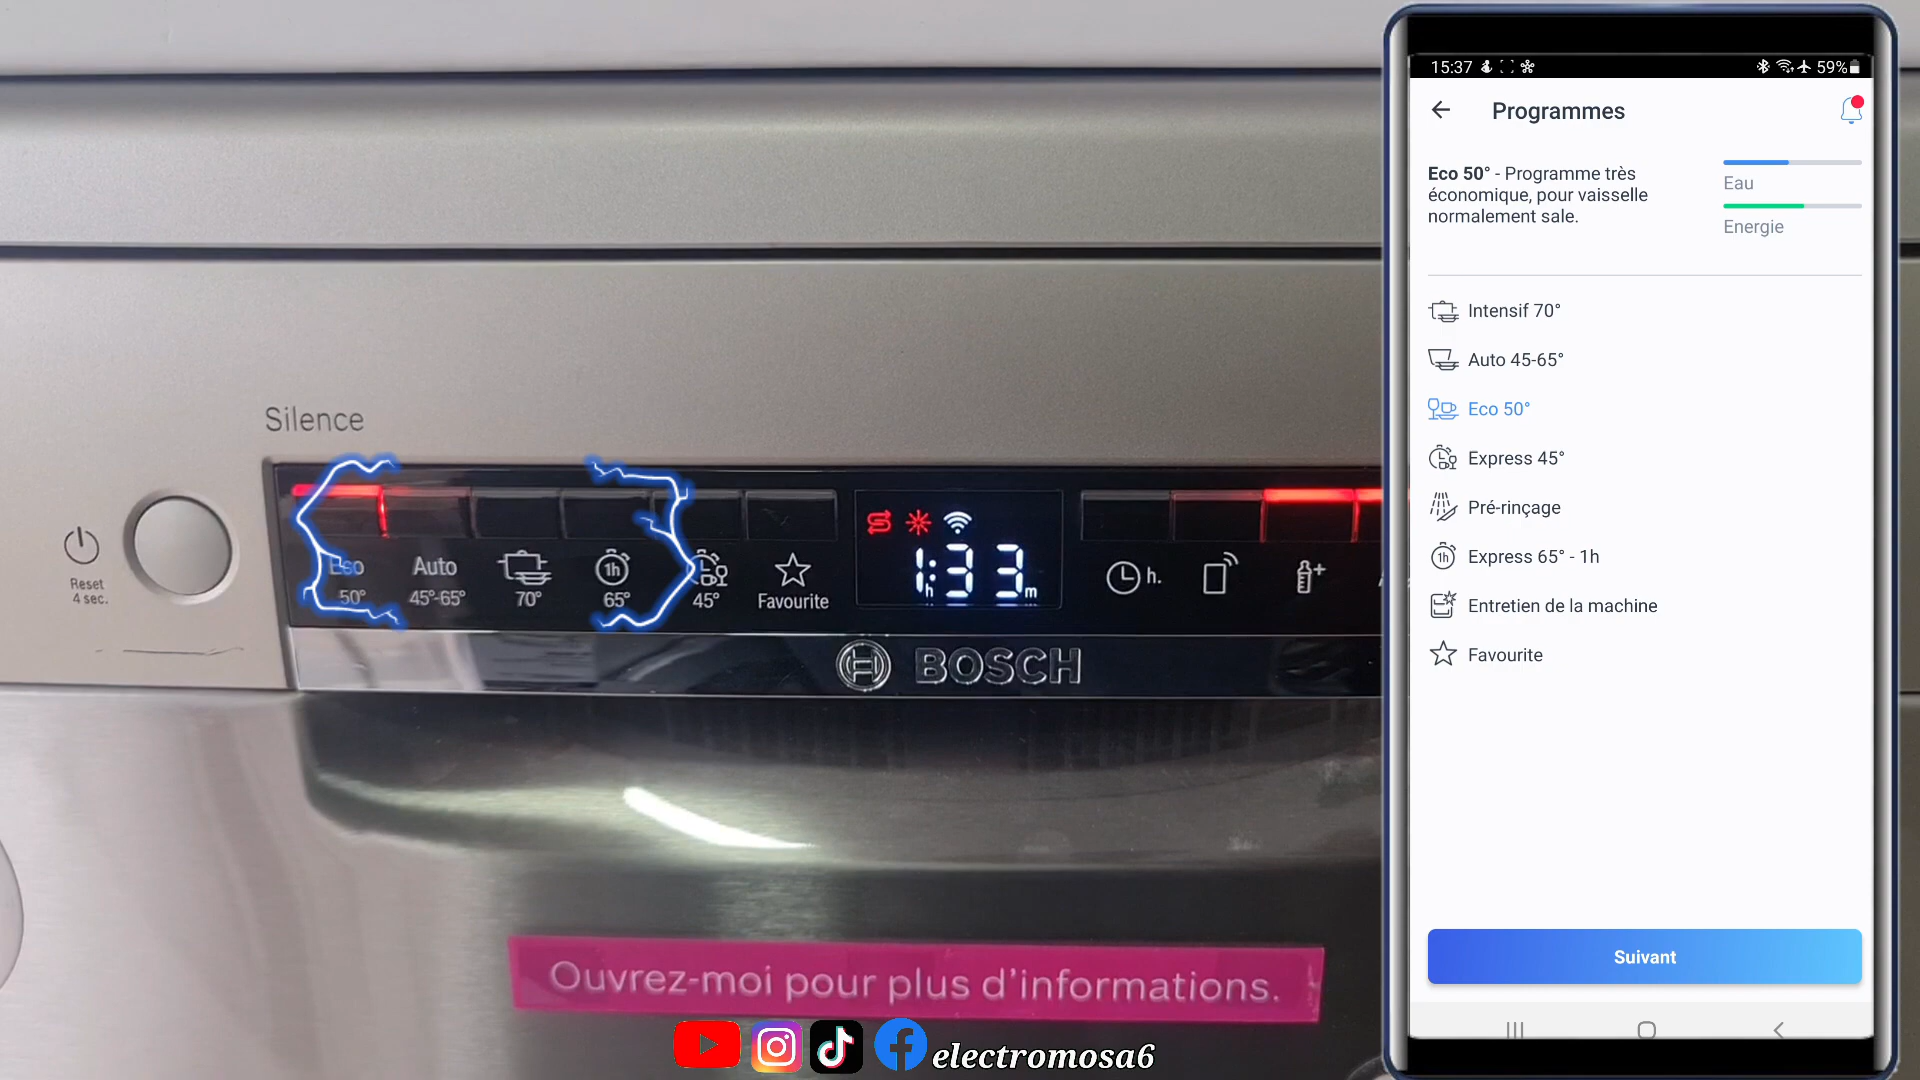 Silence
Reset
4 sec.
Eco
50°
Auto
45°-65°
70°
1h
65°
45°
Favourite
1:33
h
m
h.
BOSCH
Ouvrez-moi pour plus d'informations.
electromosa6
15:37
59%
Programmes
Eco 50° - Programme très
économique, pour vaisselle
normalement sale.
Eau
Energie
Intensif 70°
Auto 45-65°
Eco 50°
Express 45°
Pré-rinçage
1h
Express 65° - 1h
Entretien de la machine
Favourite
Suivant